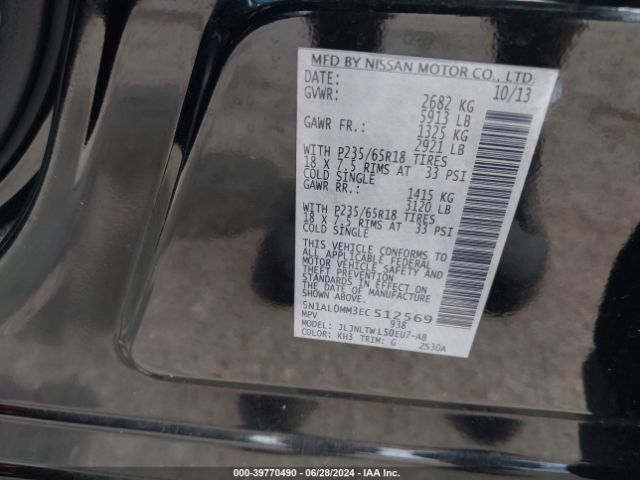 MFD BY NISSAN MOTOR CO., LTD.
DATE: 10/13
GVWR: 2682 KG
5913 LB
GAWR FR.: 1325 KG
2921 LB
WITH P235/65R18 TIRES
18 X 7.5 RIMS AT 33 PSI
COLD SINGLE
GAWR RR.: 1415 KG
3120 LB
WITH P235/65R18 TIRES
18 X 7.5 RIMS AT 33 PSI
COLD SINGLE
THIS VEHICLE CONFORMS TO
ALL APPLICABLE FEDERAL
MOTOR VEHICLE SAFETY AND
THEFT PREVENTION
STANDARDS IN EFFECT ON
THE DATE OF MANUFACTURE
SHOWN ABOVE.
5N1AL0MM3EC512569
MPV 938
MODEL: JLJNLTWL50EU7-AB
COLOR: KH3 TRIM: G 2S30A
000-39770490 - 06/28/2024 - IAA Inc.